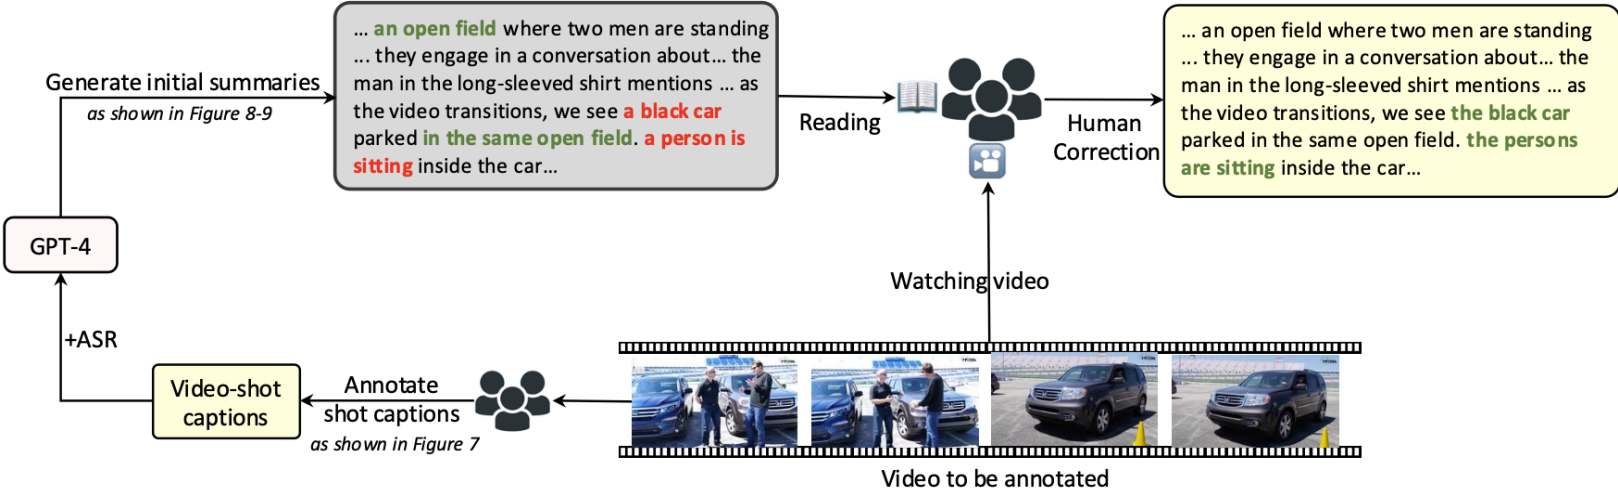 Generate initial summaries
as shown in Figure 8-9
... an open field where two men are standing
... they engage in a conversation about... the
man in the long-sleeved shirt mentions ... as
the video transitions, we see a black car
parked in the same open field. a person is
sitting inside the car...
Reading
Human
Correction
... an open field where two men are standing
... they engage in a conversation about... the
man in the long-sleeved shirt mentions ... as
the video transitions, we see the black car
parked in the same open field. the persons
are sitting inside the car...
GPT-4
+ASR
Video-shot
captions
Annotate
shot captions
as shown in Figure 7
Watching video
Video to be annotated